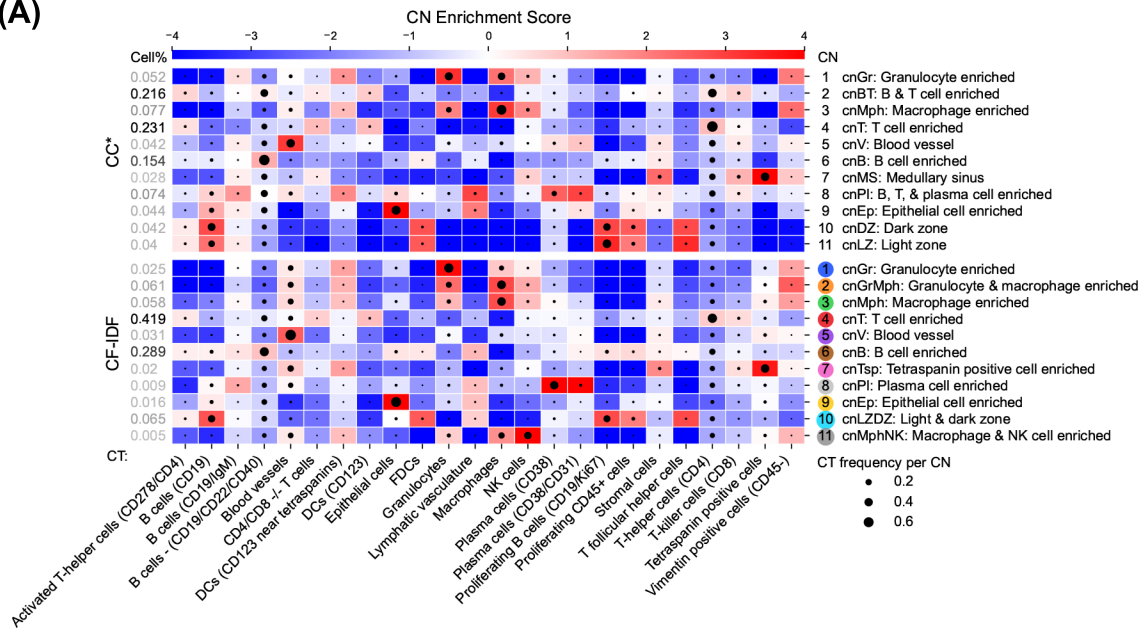 (A)
CN Enrichment Score
−4 −3 −2 −1 0 1 2 3 4
Cell% CN
CC*
0.052 1 cnGr: Granulocyte enriched
0.216 2 cnBT: B & T cell enriched
0.077 3 cnMph: Macrophage enriched
0.231 4 cnT: T cell enriched
0.042 5 cnV: Blood vessel
0.154 6 cnB: B cell enriched
0.028 7 cnMS: Medullary sinus
0.074 8 cnPl: B, T, & plasma cell enriched
0.044 9 cnEp: Epithelial cell enriched
0.042 10 cnDZ: Dark zone
0.04 11 cnLZ: Light zone
CF-IDF
0.025 1 cnGr: Granulocyte enriched
0.061 2 cnGrMph: Granulocyte & macrophage enriched
0.058 3 cnMph: Macrophage enriched
0.419 4 cnT: T cell enriched
0.031 5 cnV: Blood vessel
0.289 6 cnB: B cell enriched
0.02 7 cnTsp: Tetraspanin positive cell enriched
0.009 8 cnPl: Plasma cell enriched
0.016 9 cnEp: Epithelial cell enriched
0.065 10 cnLZDZ: Light & dark zone
0.005 11 cnMphNK: Macrophage & NK cell enriched
CT:
Activated T-helper cells (CD278/CD4)
B cells (CD19)
B cells (CD19/IgM)
B cells - (CD19/CD22/CD40)
Blood vessels
CD4/CD8 -/- T cells
DCs (CD123 near tetraspanins)
DCs (CD123)
Epithelial cells
FDCs
Granulocytes
Lymphatic vasculature
Macrophages
NK cells
Plasma cells (CD38)
Plasma cells (CD38/CD31)
Proliferating B cells (CD19/Ki67)
Proliferating CD45+ cells
Stromal cells
T follicular helper cells
T-helper cells (CD4)
T-killer cells (CD8)
Tetraspanin positive cells
Vimentin positive cells (CD45-)
CT frequency per CN
0.2
0.4
0.6